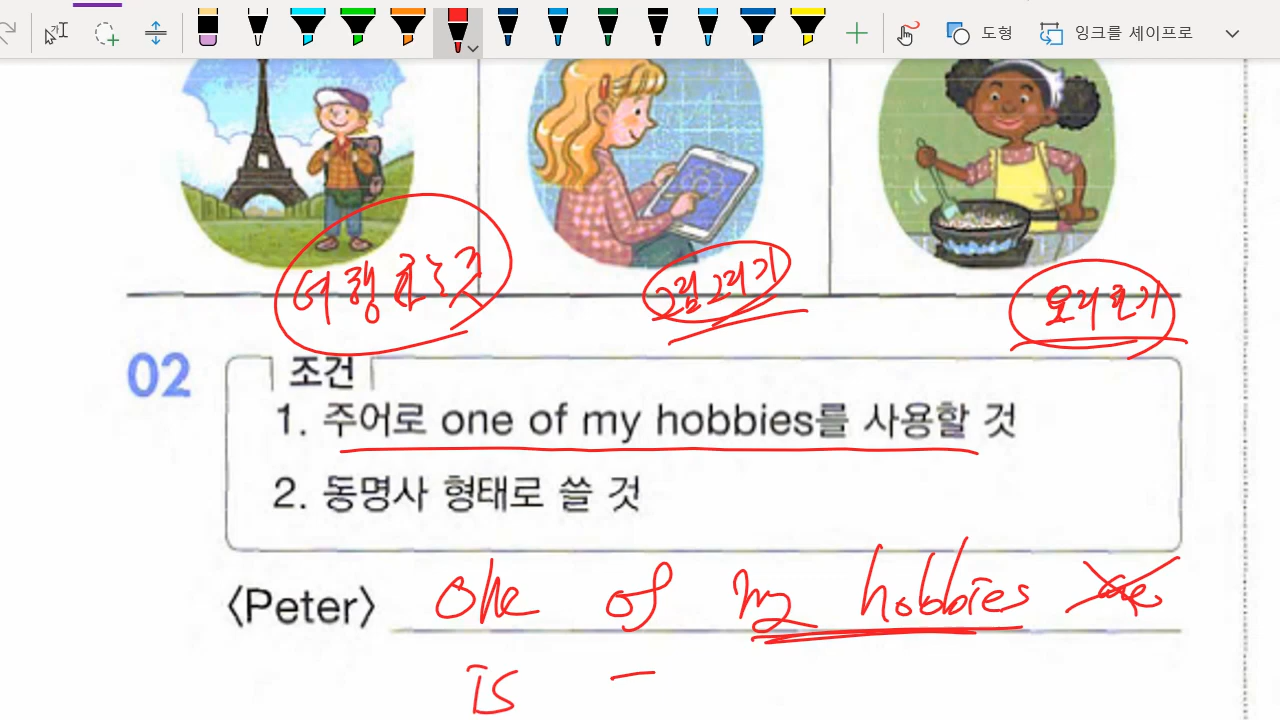 도형 잉크를 셰이프로
여행하는것 그림그리기 요리하기
02 조건
1. 주어로 one of my hobbies를 사용할 것
2. 동명사 형태로 쓸 것
〈Peter〉 one of my hobbies
is